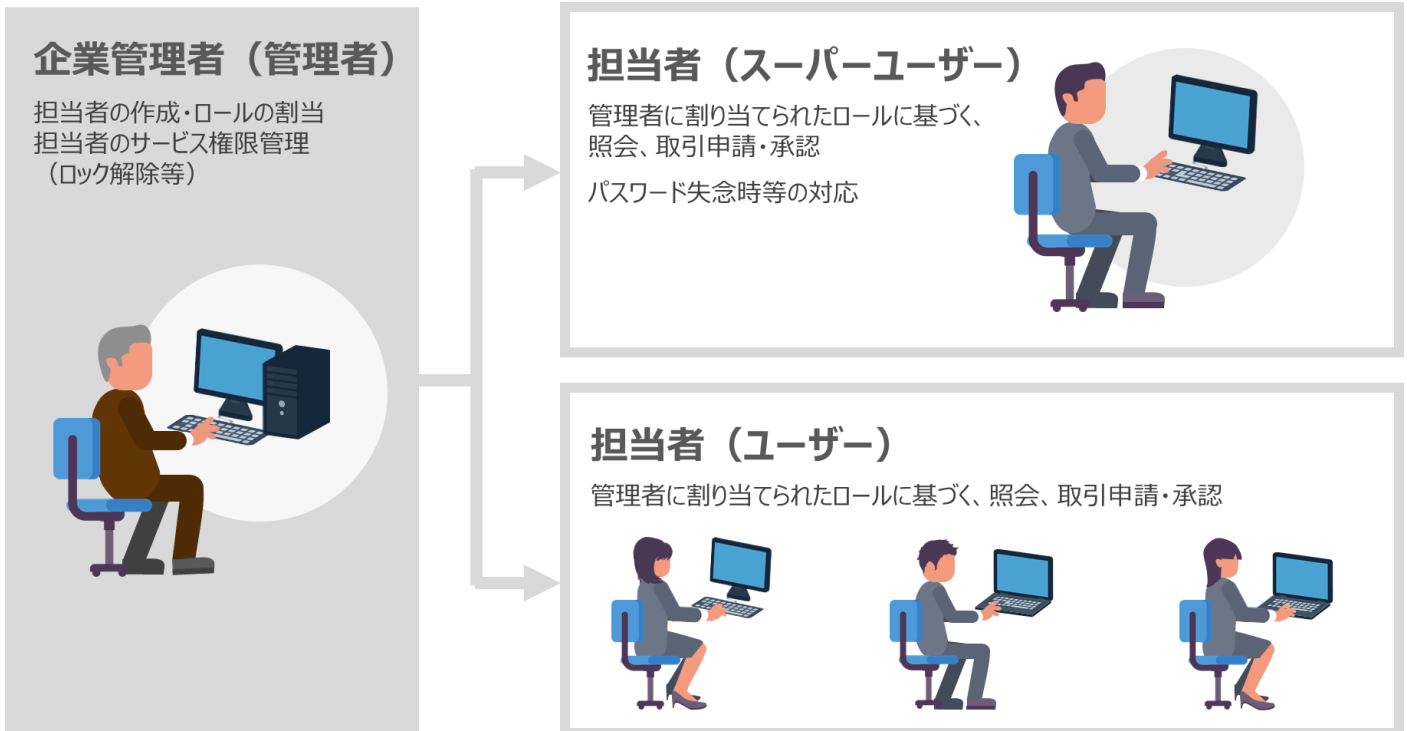 企業管理者（管理者）
担当者の作成・ロールの割当
担当者のサービス権限管理
（ロック解除等）
担当者（スーパーユーザー）
管理者に割り当てられたロールに基づく、
照会、取引申請・承認
パスワード失念時等の対応
担当者（ユーザー）
管理者に割り当てられたロールに基づく、照会、取引申請・承認